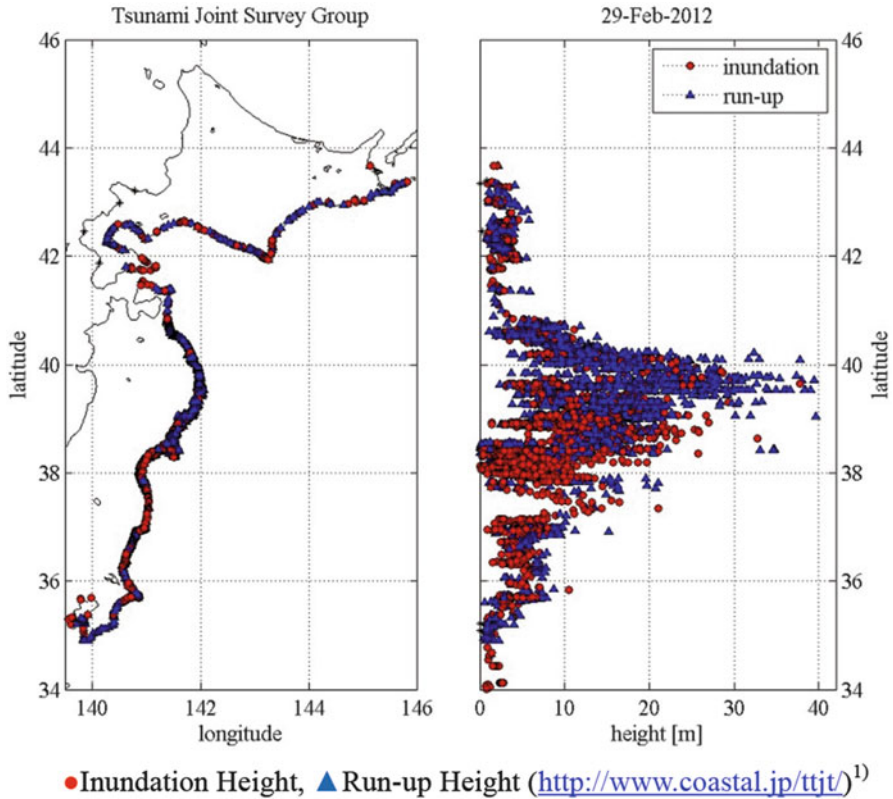 Tsunami Joint Survey Group
29-Feb-2012
46
44
42
40
38
36
34
latitude
140
142
144
146
longitude
inundation
run-up
46
44
42
40
38
36
34
latitude
0
10
20
30
40
height [m]
Inundation Height, Run-up Height (http://www.coastal.jp/ttjt/)1)